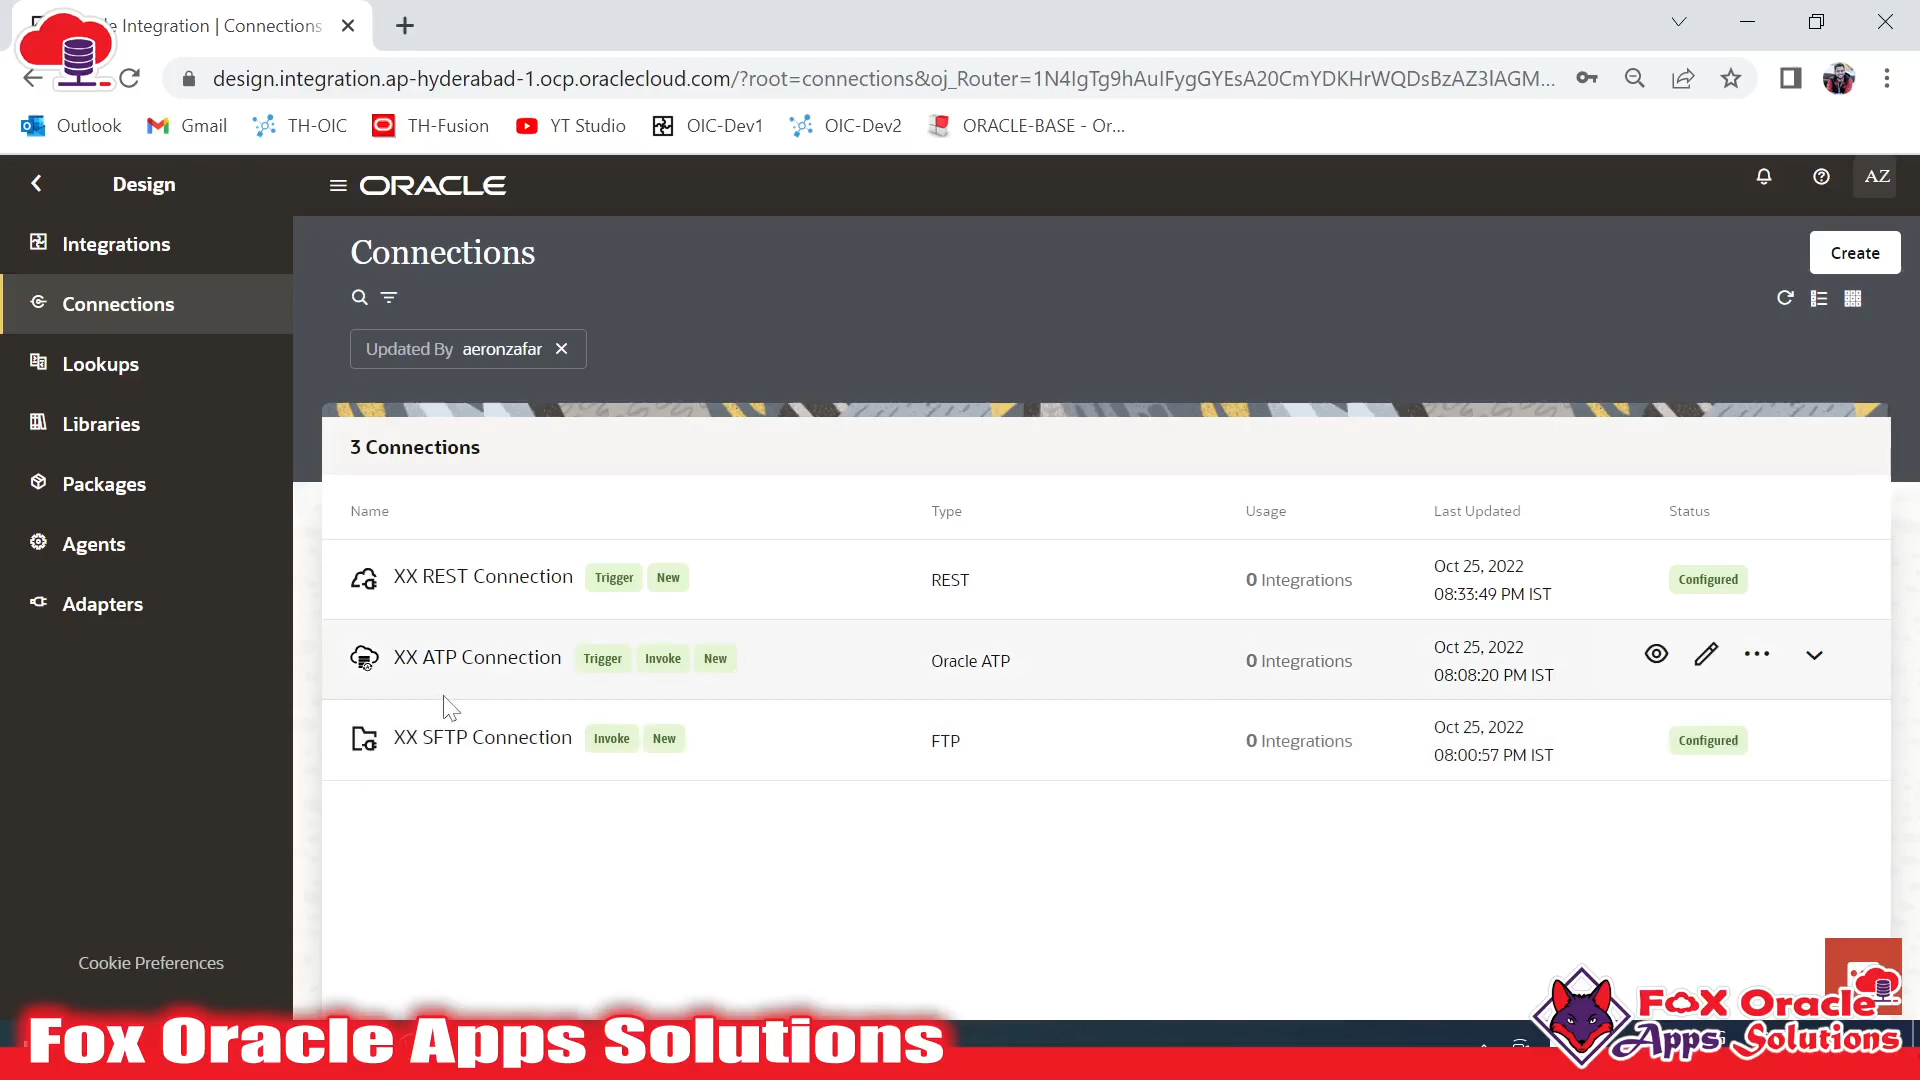 Integration | Connections
design.integration.ap-hyderabad-1.ocp.oraclecloud.com/?root=connections&oj_Router=1N4IgTg9hAuIFygGYEsA20CmYDKHrWQDsBzAZ3lAGM...
Outlook Gmail TH-OIC TH-Fusion YT Studio OIC-Dev1 OIC-Dev2 ORACLE-BASE - Or...
Design ORACLE AZ
Integrations
Connections
Lookups
Libraries
Packages
Agents
Adapters
Cookie Preferences
Connections
Create
Updated By aeronzafar
3 Connections
Name Type Usage Last Updated Status
XX REST Connection Trigger New REST 0 Integrations Oct 25, 2022 08:33:49 PM IST Configured
XX ATP Connection Trigger Invoke New Oracle ATP 0 Integrations Oct 25, 2022 08:08:20 PM IST
XX SFTP Connection Invoke New FTP 0 Integrations Oct 25, 2022 08:00:57 PM IST Configured
Fox Oracle Apps Solutions
Fox Oracle
Apps Solutions